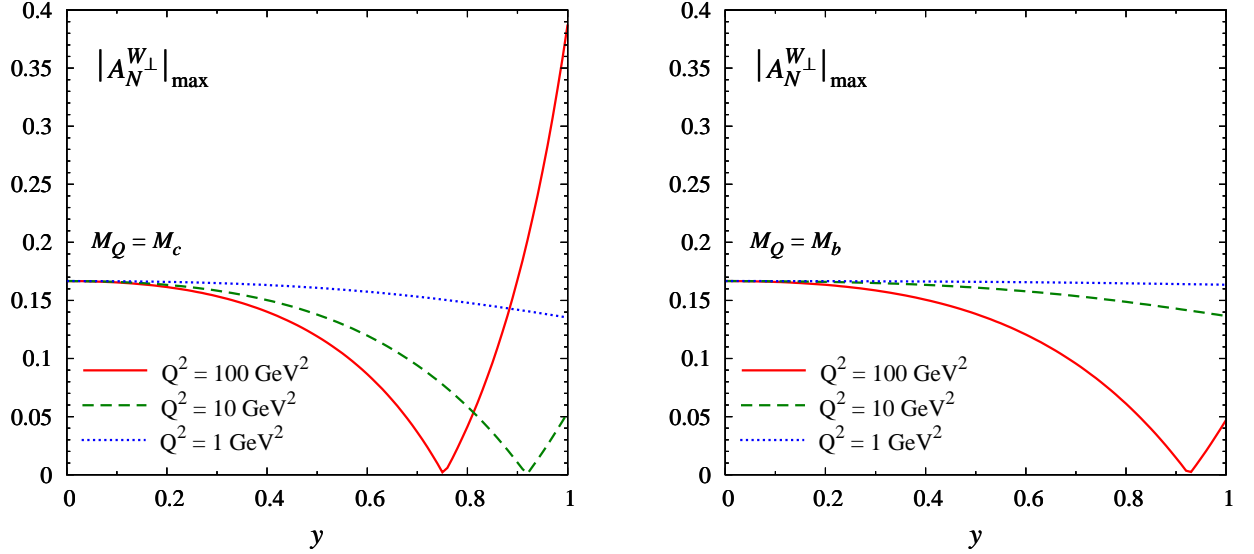 0.4
0.35
0.3
0.25
0.2
0.15
0.1
0.05
0
|A_N^{W⊥}|_max
M_Q = M_c
Q² = 100 GeV²
Q² = 10 GeV²
Q² = 1 GeV²
0 0.2 0.4 0.6 0.8 1
y
0.4
0.35
0.3
0.25
0.2
0.15
0.1
0.05
0
|A_N^{W⊥}|_max
M_Q = M_b
Q² = 100 GeV²
Q² = 10 GeV²
Q² = 1 GeV²
0 0.2 0.4 0.6 0.8 1
y